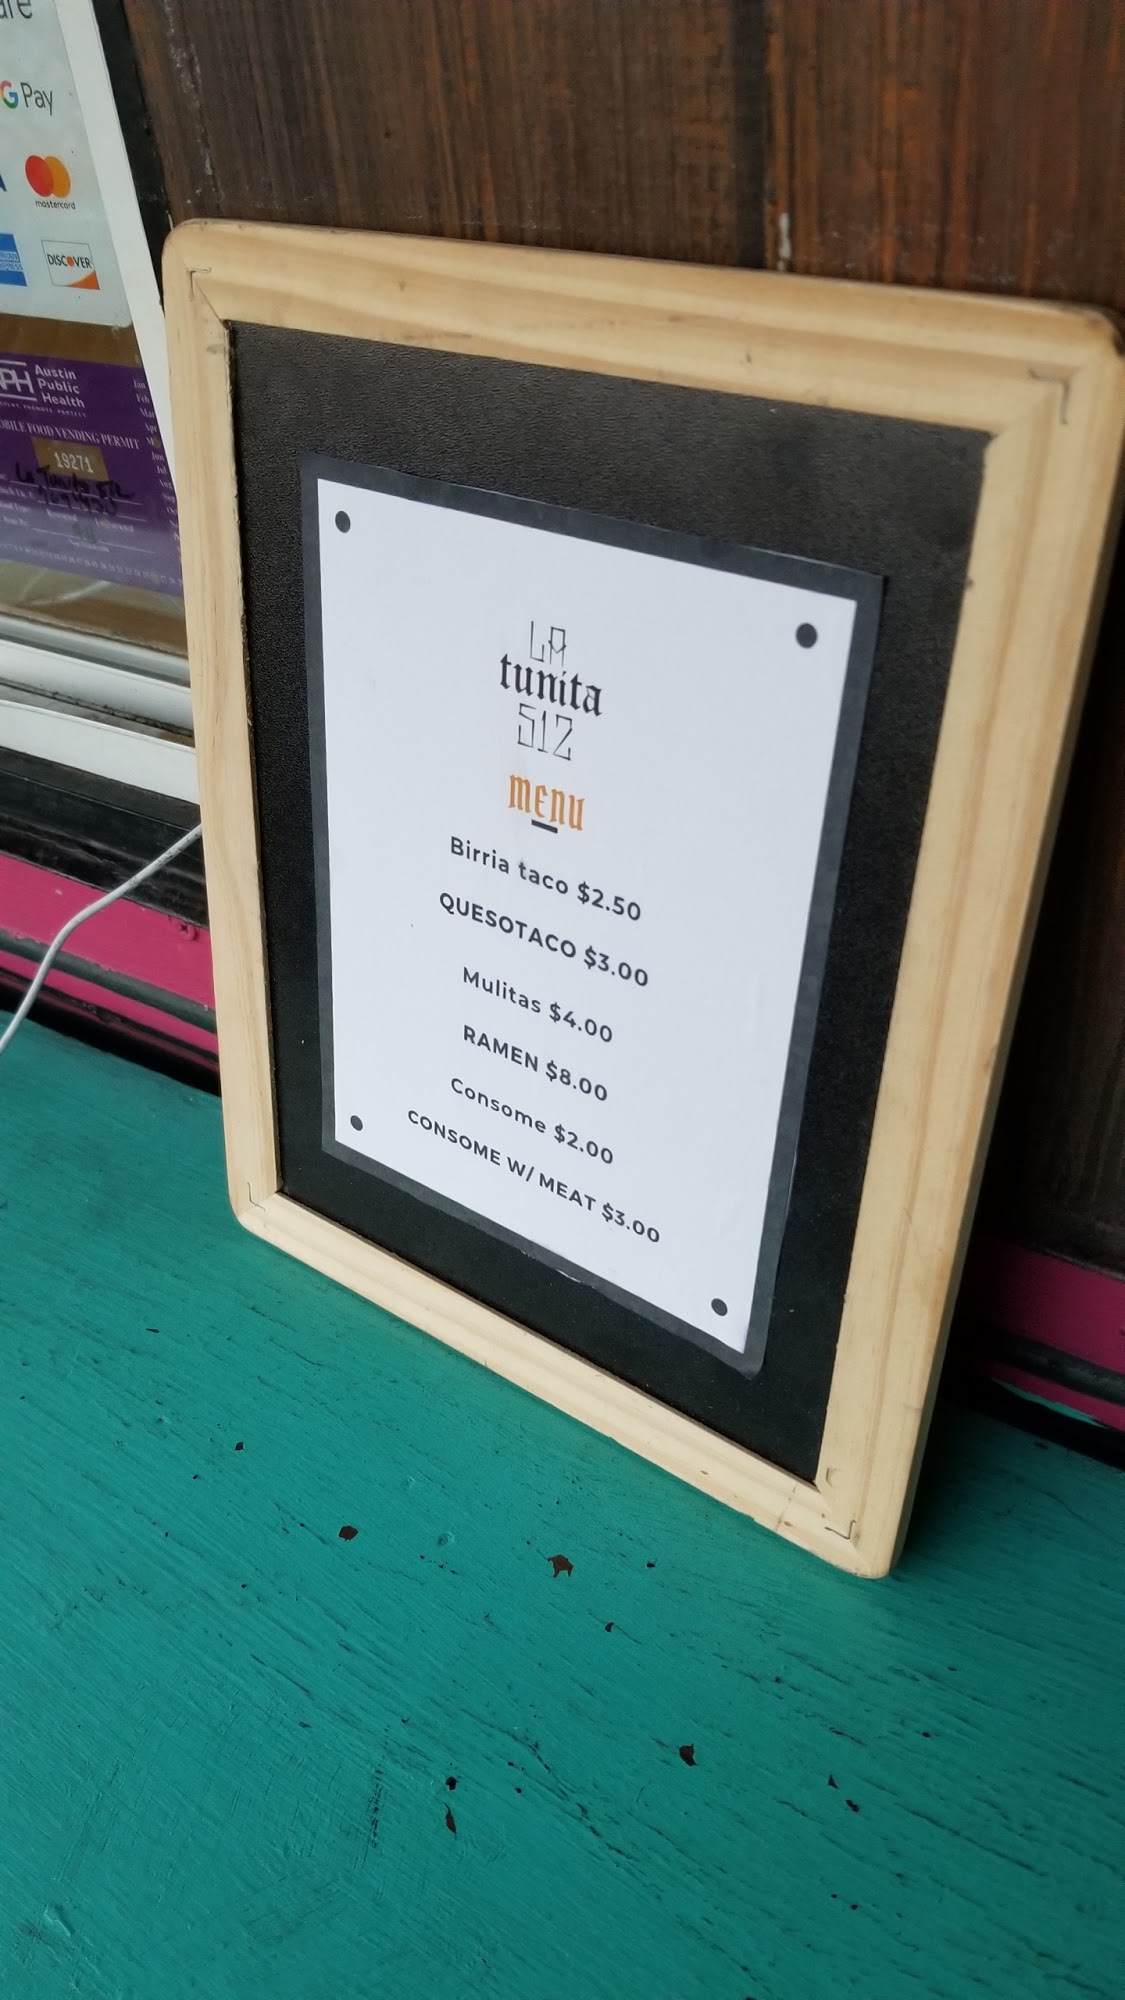 G Pay
mastercard
DISCOVER
Austin
Public
Health
MOBILE FOOD VENDING PERMIT
19271
LA
tunita
512
menu
Birria taco $2.50
QUESOTACO $3.00
Mulitas $4.00
RAMEN $8.00
Consome $2.00
CONSOME W/ MEAT $3.00